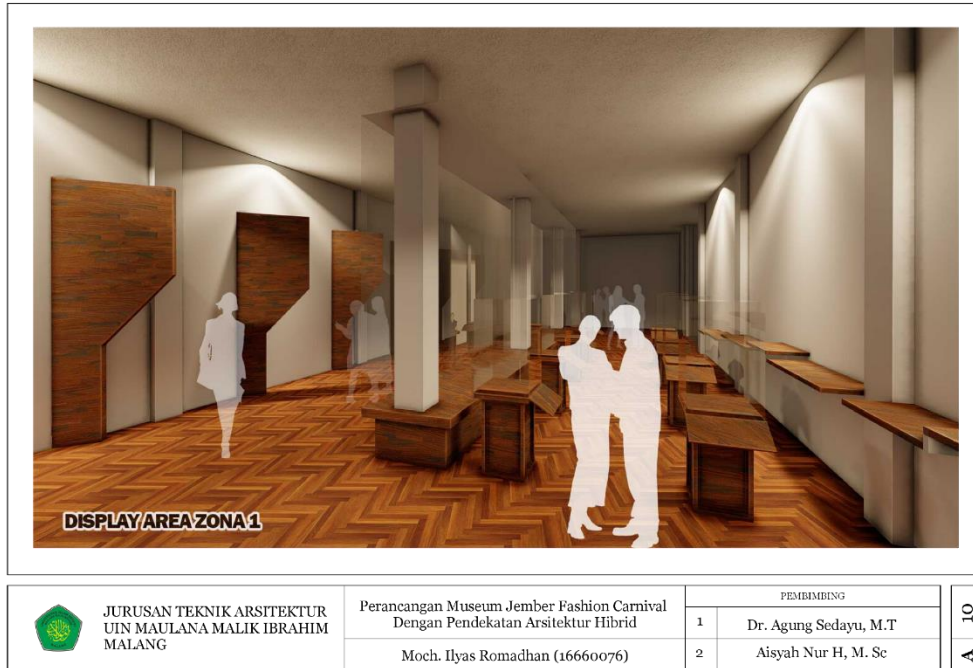 DISPLAY AREA ZONA 1
JURUSAN TEKNIK ARSITEKTUR
UIN MAULANA MALIK IBRAHIM
MALANG
Perancangan Museum Jember Fashion Carnival
Dengan Pendekatan Arsitektur Hibrid
Moch. Ilyas Romadhan (16660076)
PEMBIMBING
1 Dr. Agung Sedayu, M.T
2 Aisyah Nur H, M. Sc
A 10